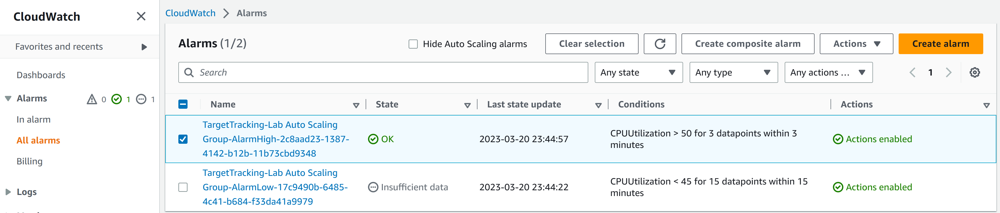 CloudWatch
Favorites and recents
Dashboards
Alarms 0 1 1
In alarm
All alarms
Billing
Logs
CloudWatch > Alarms
Alarms (1/2)
Hide Auto Scaling alarms
Clear selection
Create composite alarm
Actions
Create alarm
Search
Any state
Any type
Any actions ...
1
Name State Last state update Conditions Actions
TargetTracking-Lab Auto Scaling
Group-AlarmHigh-2c8aad23-1387-
4142-b12b-11b73cbd9348
OK
2023-03-20 23:44:57
CPUUtilization > 50 for 3 datapoints within 3
minutes
Actions enabled
TargetTracking-Lab Auto Scaling
Group-AlarmLow-17c9490b-6485-
4c41-b684-f33da41a9979
Insufficient data
2023-03-20 23:44:22
CPUUtilization < 45 for 15 datapoints within 15
minutes
Actions enabled